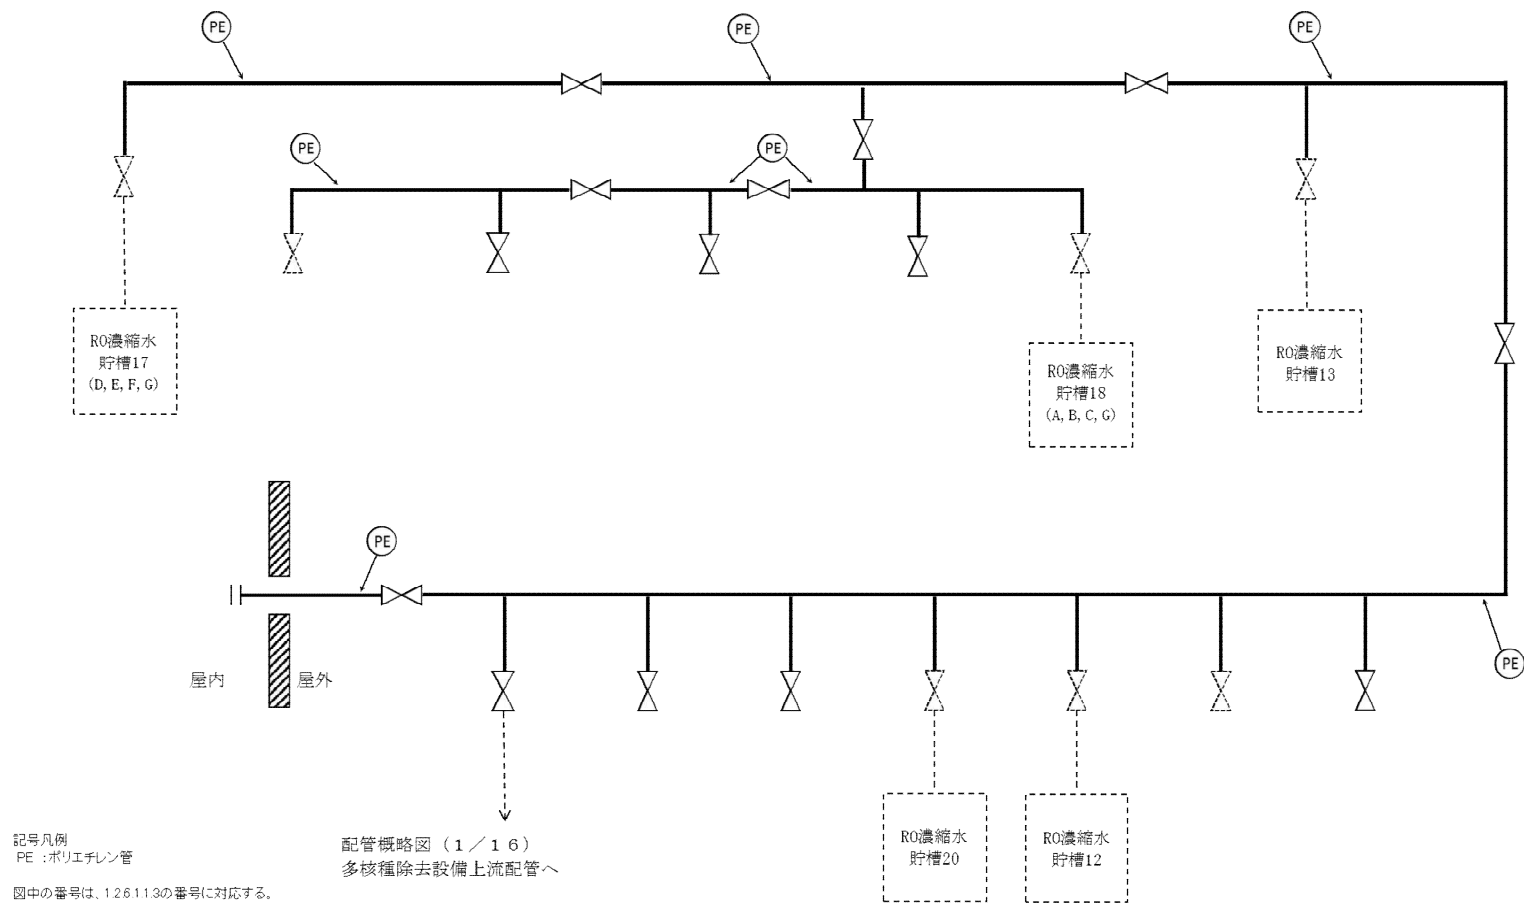 PE
PE
PE
PE
PE
RO濃縮水
貯槽17
(D, E, F, G)
RO濃縮水
貯槽18
(A, B, C, G)
RO濃縮水
貯槽13
PE
屋内
屋外
PE
RO濃縮水
貯槽20
RO濃縮水
貯槽12
配管概略図（１／１６）
多核種除去設備上流配管へ
記号凡例
PE ：ポリエチレン管
図中の番号は、1.2.6.1.1.3の番号に対応する。